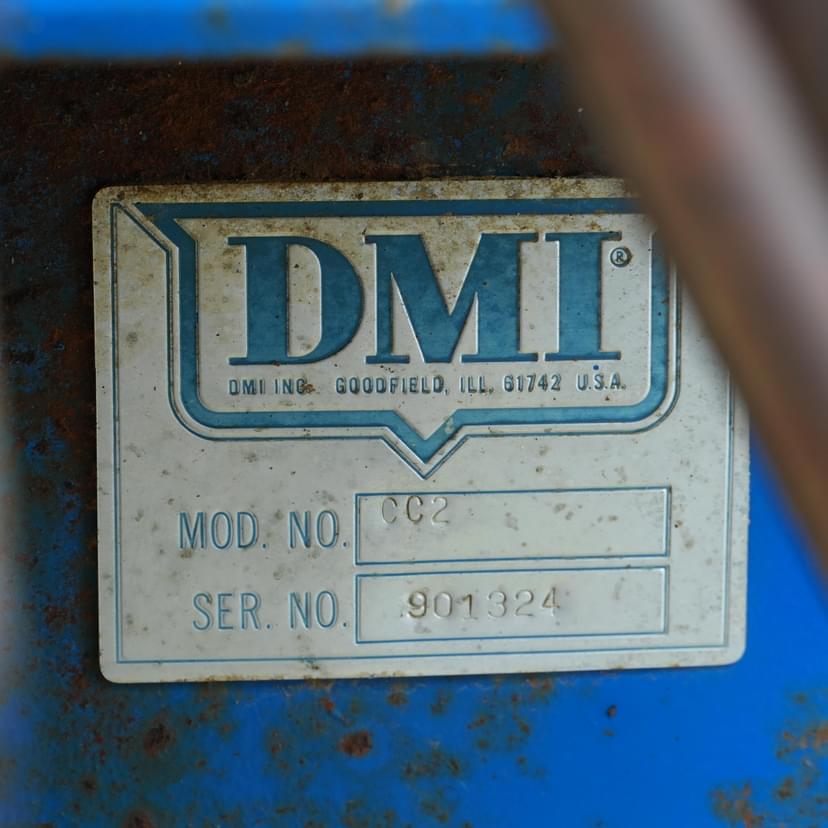 DMI®
DMI INC. GOODFIELD, ILL. 61742 U.S.A.
MOD. NO. CC2
SER. NO. 901324